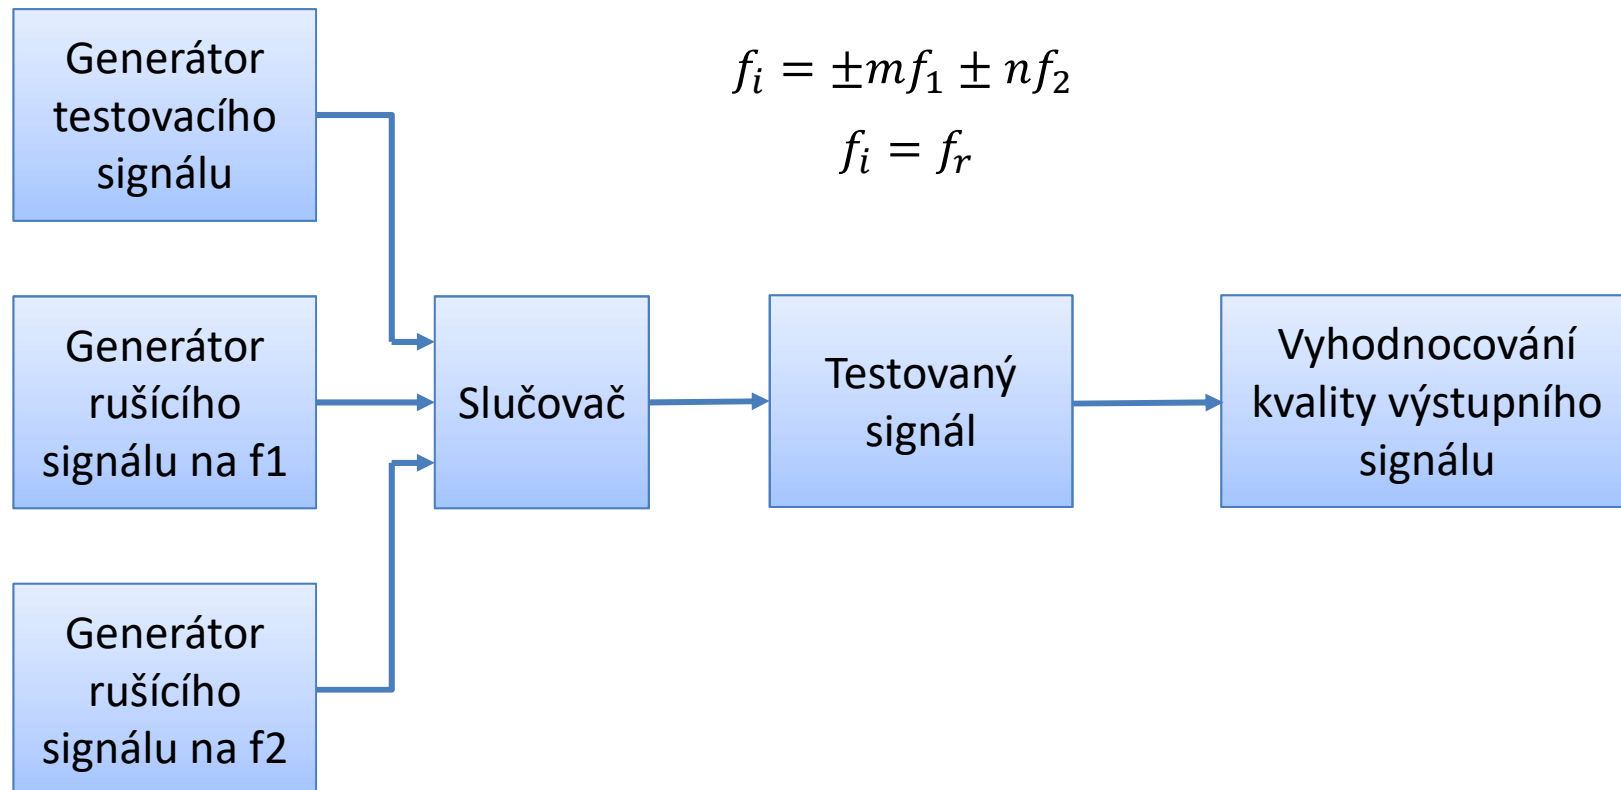 Generátor
testovacího
signálu
f_i = ±mf_1 ± nf_2
f_i = f_r
Generátor
rušícího
signálu na f1
Slučovač
Testovaný
signál
Vyhodnocování
kvality výstupního
signálu
Generátor
rušícího
signálu na f2